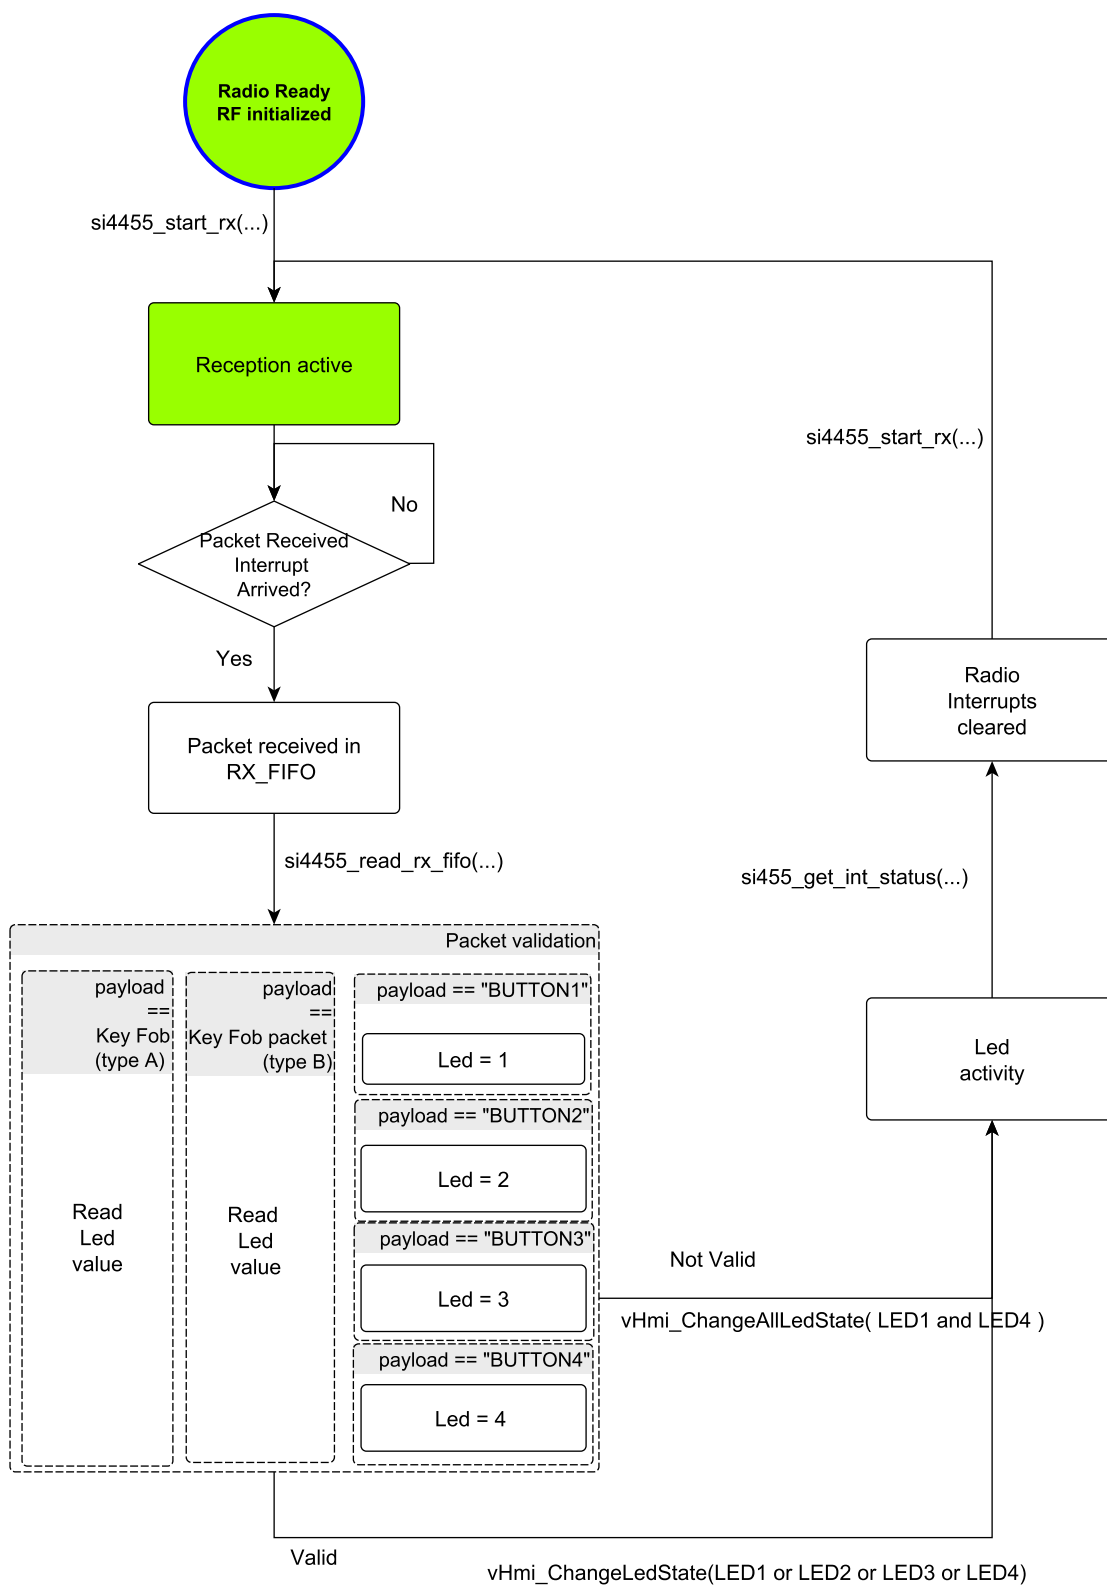 Radio Ready
RF initialized
si4455_start_rx(...)
Reception active
si4455_start_rx(...)
No
Packet Received
Interrupt
Arrived?
Yes
Radio
Interrupts
cleared
Packet received in
RX_FIFO
si4455_read_rx_fifo(...)
si455_get_int_status(...)
Packet validation
payload
==
Key Fob
(type A)
payload
==
Key Fob packet
(type B)
payload == "BUTTON1"
Led = 1
Led
activity
payload == "BUTTON2"
Led = 2
Read
Led
value
Read
Led
value
payload == "BUTTON3"
Led = 3
Not Valid
vHmi_ChangeAllLedState( LED1 and LED4 )
payload == "BUTTON4"
Led = 4
Valid
vHmi_ChangeLedState(LED1 or LED2 or LED3 or LED4)